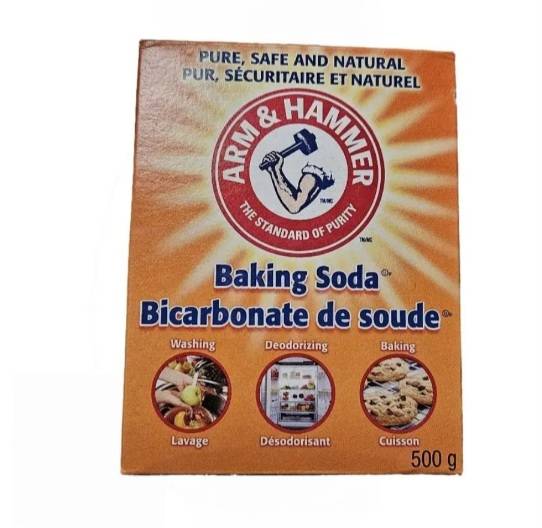 PURE, SAFE AND NATURAL
PUR, SÉCURITAIRE ET NATUREL
ARM & HAMMER
THE STANDARD OF PURITY
Baking Soda
Bicarbonate de soude
Washing Deodorizing Baking
Lavage Désodorisant Cuisson
500 g